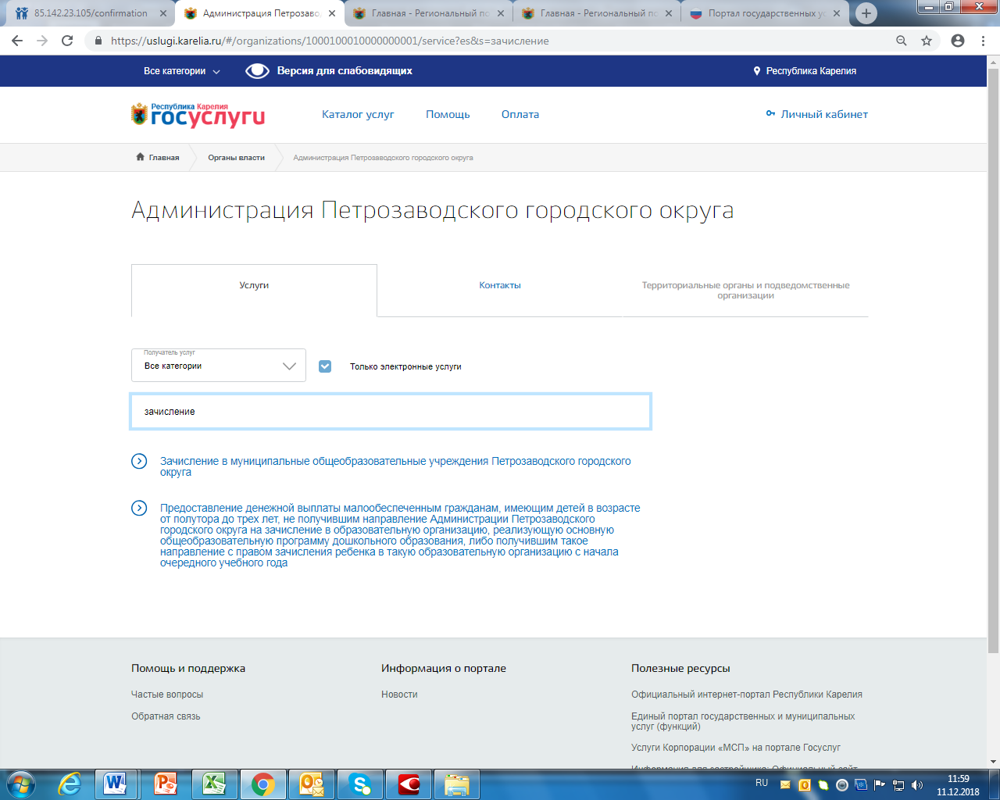 85.142.23.105/confirmation
Администрация Петрозаво
Главная - Региональный по
Главная - Региональный по
Портал государственных ус
https://uslugi.karelia.ru/#/organizations/1000100010000000001/service?es&s=зачисление
Все категории
Версия для слабовидящих
Республика Карелия
Республика Карелия
госуслуги
Каталог услуг
Помощь
Оплата
Личный кабинет
Главная
Органы власти
Администрация Петрозаводского городского округа
Администрация Петрозаводского городского округа
Услуги
Контакты
Территориальные органы и подведомственные
организации
Получатель услуг
Все категории
Только электронные услуги
зачисление
Зачисление в муниципальные общеобразовательные учреждения Петрозаводского городского
округа
Предоставление денежной выплаты малообеспеченным гражданам, имеющим детей в возрасте
от полутора до трех лет, не получившим направление Администрации Петрозаводского
городского округа на зачисление в образовательную организацию, реализующую основную
общеобразовательную программу дошкольного образования, либо получившим такое
направление с правом зачисления ребенка в такую образовательную организацию с начала
очередного учебного года
Помощь и поддержка
Частые вопросы
Обратная связь
Информация о портале
Новости
Полезные ресурсы
Официальный интернет-портал Республики Карелия
Единый портал государственных и муниципальных
услуг (функций)
Услуги Корпорации «МСП» на портале Госуслуг
Информация для застройщика: Официальный сайт
RU
11:59
11.12.2018